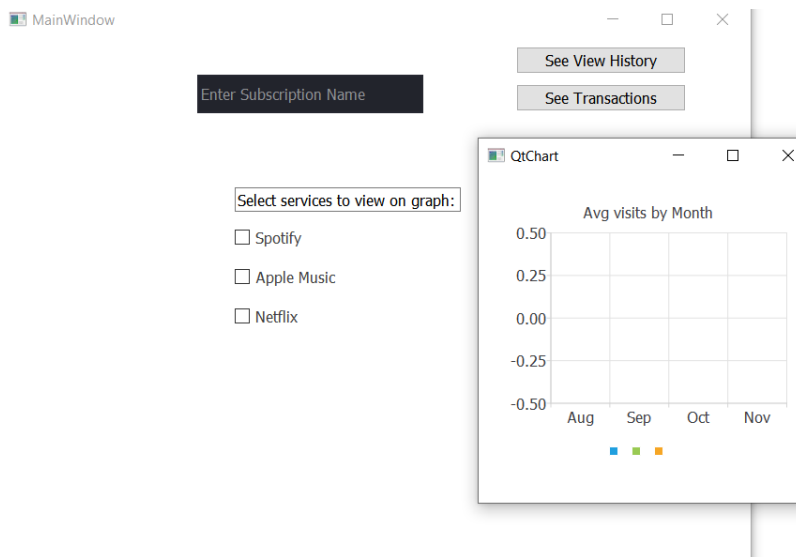 MainWindow
See View History
Enter Subscription Name
See Transactions
QtChart
Select services to view on graph:
Spotify
Apple Music
Netflix
Avg visits by Month
0.50
0.25
0.00
-0.25
-0.50
Aug Sep Oct Nov